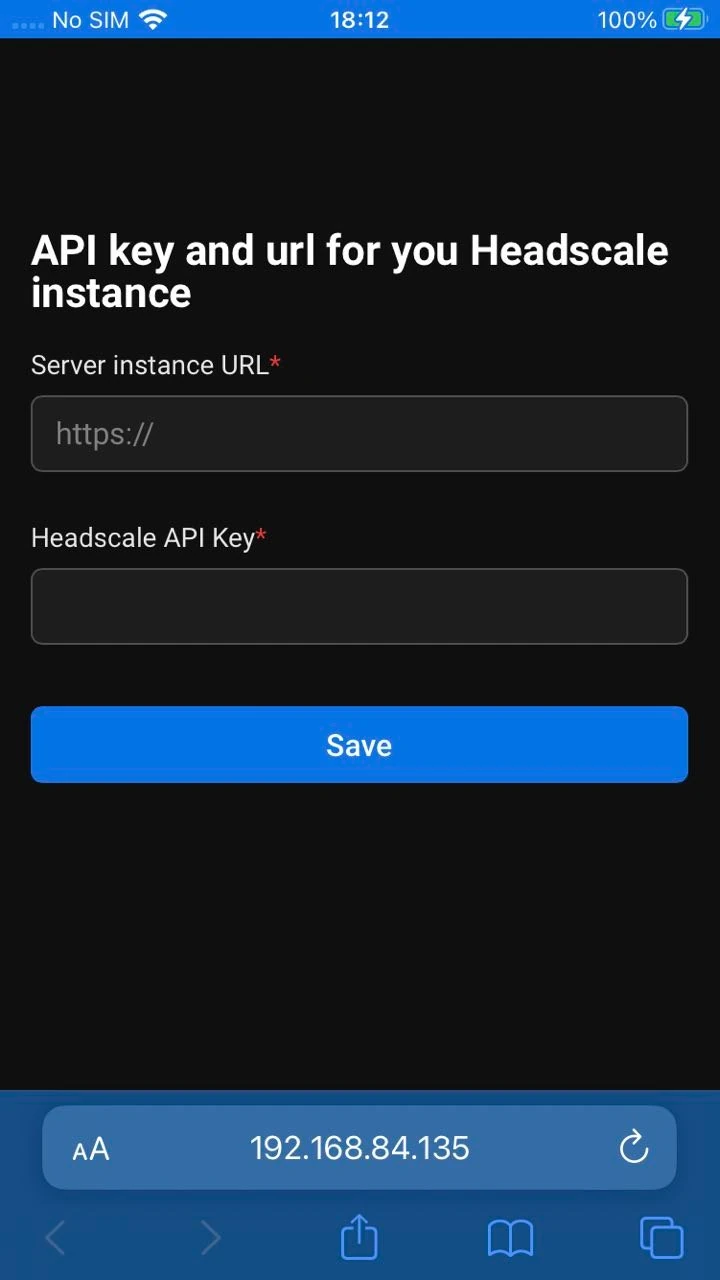 No SIM 18:12 100%
API key and url for you Headscale
instance
Server instance URL*
https://
Headscale API Key*
Save
AA 192.168.84.135